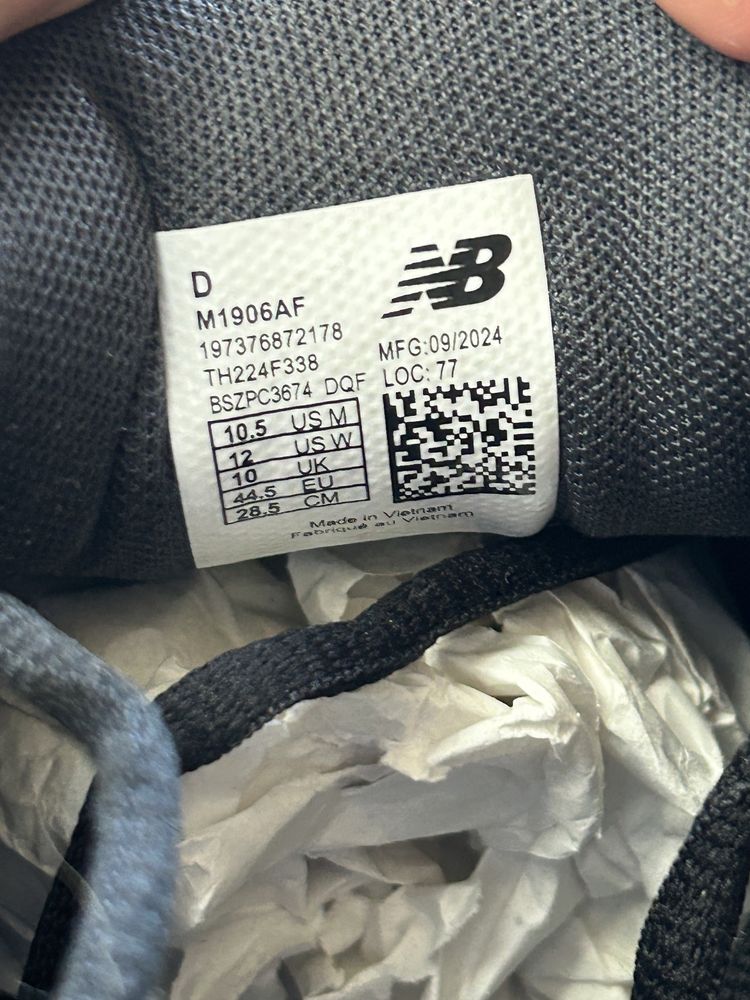 D
NB
M1906AF
197376872178
TH224F338
BSZPC3674 DQF
MFG:09/2024
LOC: 77
10.5 US M
12 US W
10 UK
44.5 EU
28.5 CM
Made in Vietnam
Fabriqué au Vietnam